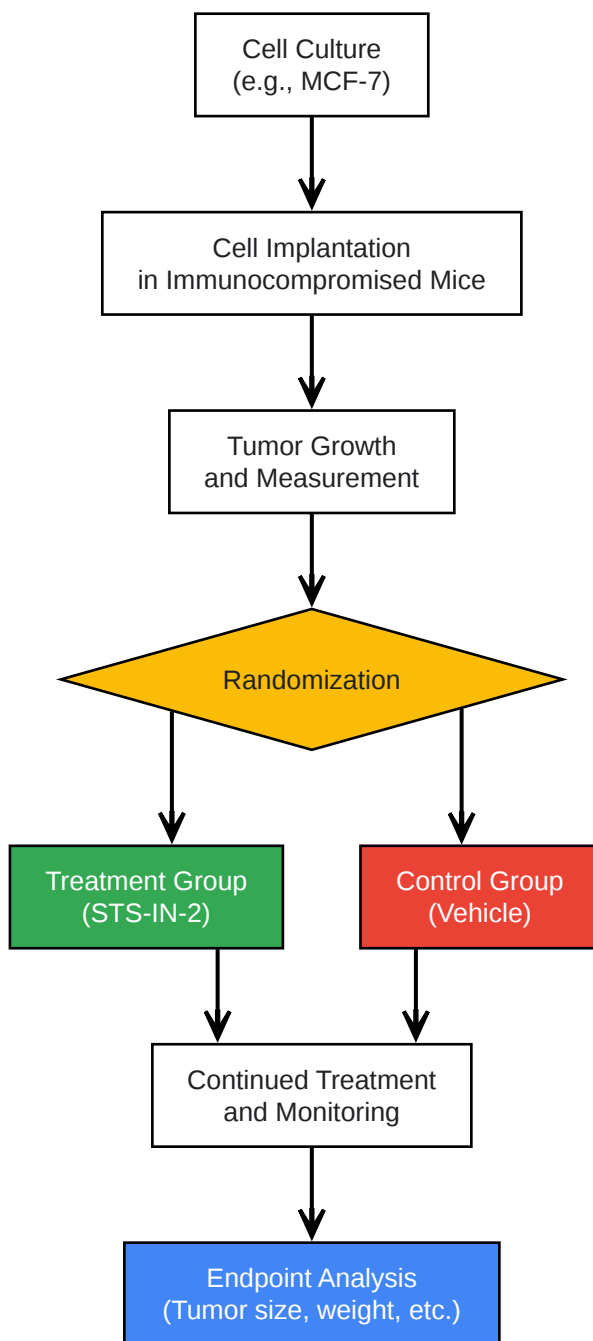 Cell Culture
(e.g., MCF-7)
Cell Implantation
in Immunocompromised Mice
Tumor Growth
and Measurement
Randomization
Treatment Group
(STS-IN-2)
Control Group
(Vehicle)
Continued Treatment
and Monitoring
Endpoint Analysis
(Tumor size, weight, etc.)